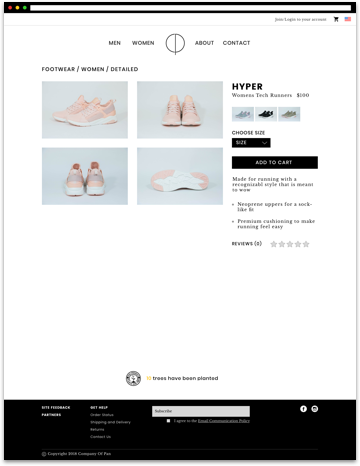 Join/Login to your account
MEN WOMEN ABOUT CONTACT
FOOTWEAR / WOMEN / DETAILED
HYPER
Womens Tech Runners $100
CHOOSE SIZE
SIZE
ADD TO CART
Made for running with a
recognizabl style that is meant
to wow
Neoprene uppers for a sock-
like fit
Premium cushioning to make
running feel easy
REVIEWS (0)
trees have been planted
SITE FEEDBACK
PARTNERS
GET HELP
Order Status
Shipping and Delivery
Returns
Contact Us
Subscribe
I agree to the Email Communication Policy
© Copyright 2018 Company Of Pan